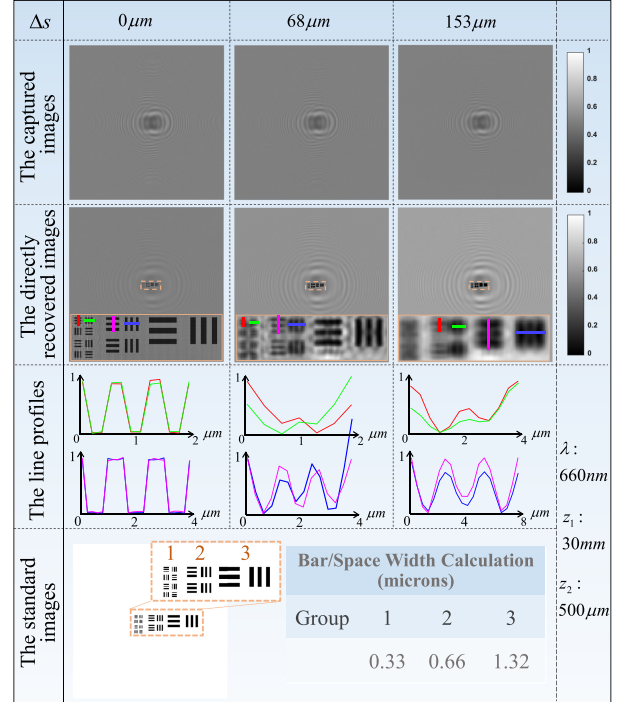 Δs 0μm 68μm 153μm
The captured
images
1
0.8
0.6
0.4
0.2
0
The directly
recovered images
1
0.8
0.6
0.4
0.2
0
The line profiles
1
0 1 2 μm
1
0 1 2 μm
1
0 2 4 μm
1
0 2 4 μm
1
0 2 4 μm
1
0 4 8 μm
λ:
660nm
z₁:
30mm
z₂:
500μm
The standard
images
1 2 3
Bar/Space Width Calculation
(microns)
Group 1 2 3
0.33 0.66 1.32